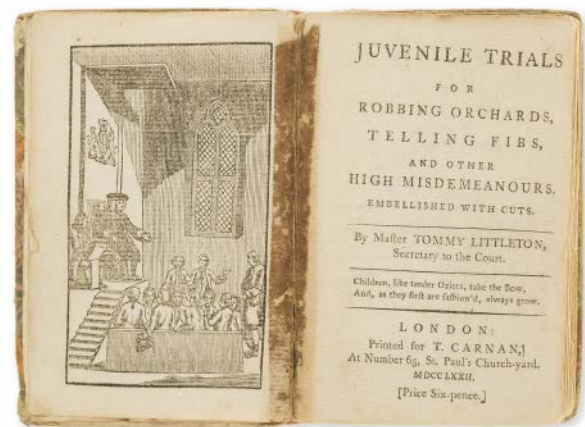 JUVENILE TRIALS
FOR
ROBBING ORCHARDS,
TELLING FIBS,
AND OTHER
HIGH MISDEMEANOURS.
EMBELLISHED WITH CUTS.
By Maſter TOMMY LITTLETON,
Secretary to the Court.
Children, like tender Oziers, take the Bow,
And, as they firſt are faſhion'd, always grow.
LONDON:
Printed for T. CARNAN,
At Number 65, St. Paul's Church-yard.
MDCCLXXII.
[Price Six-pence.]